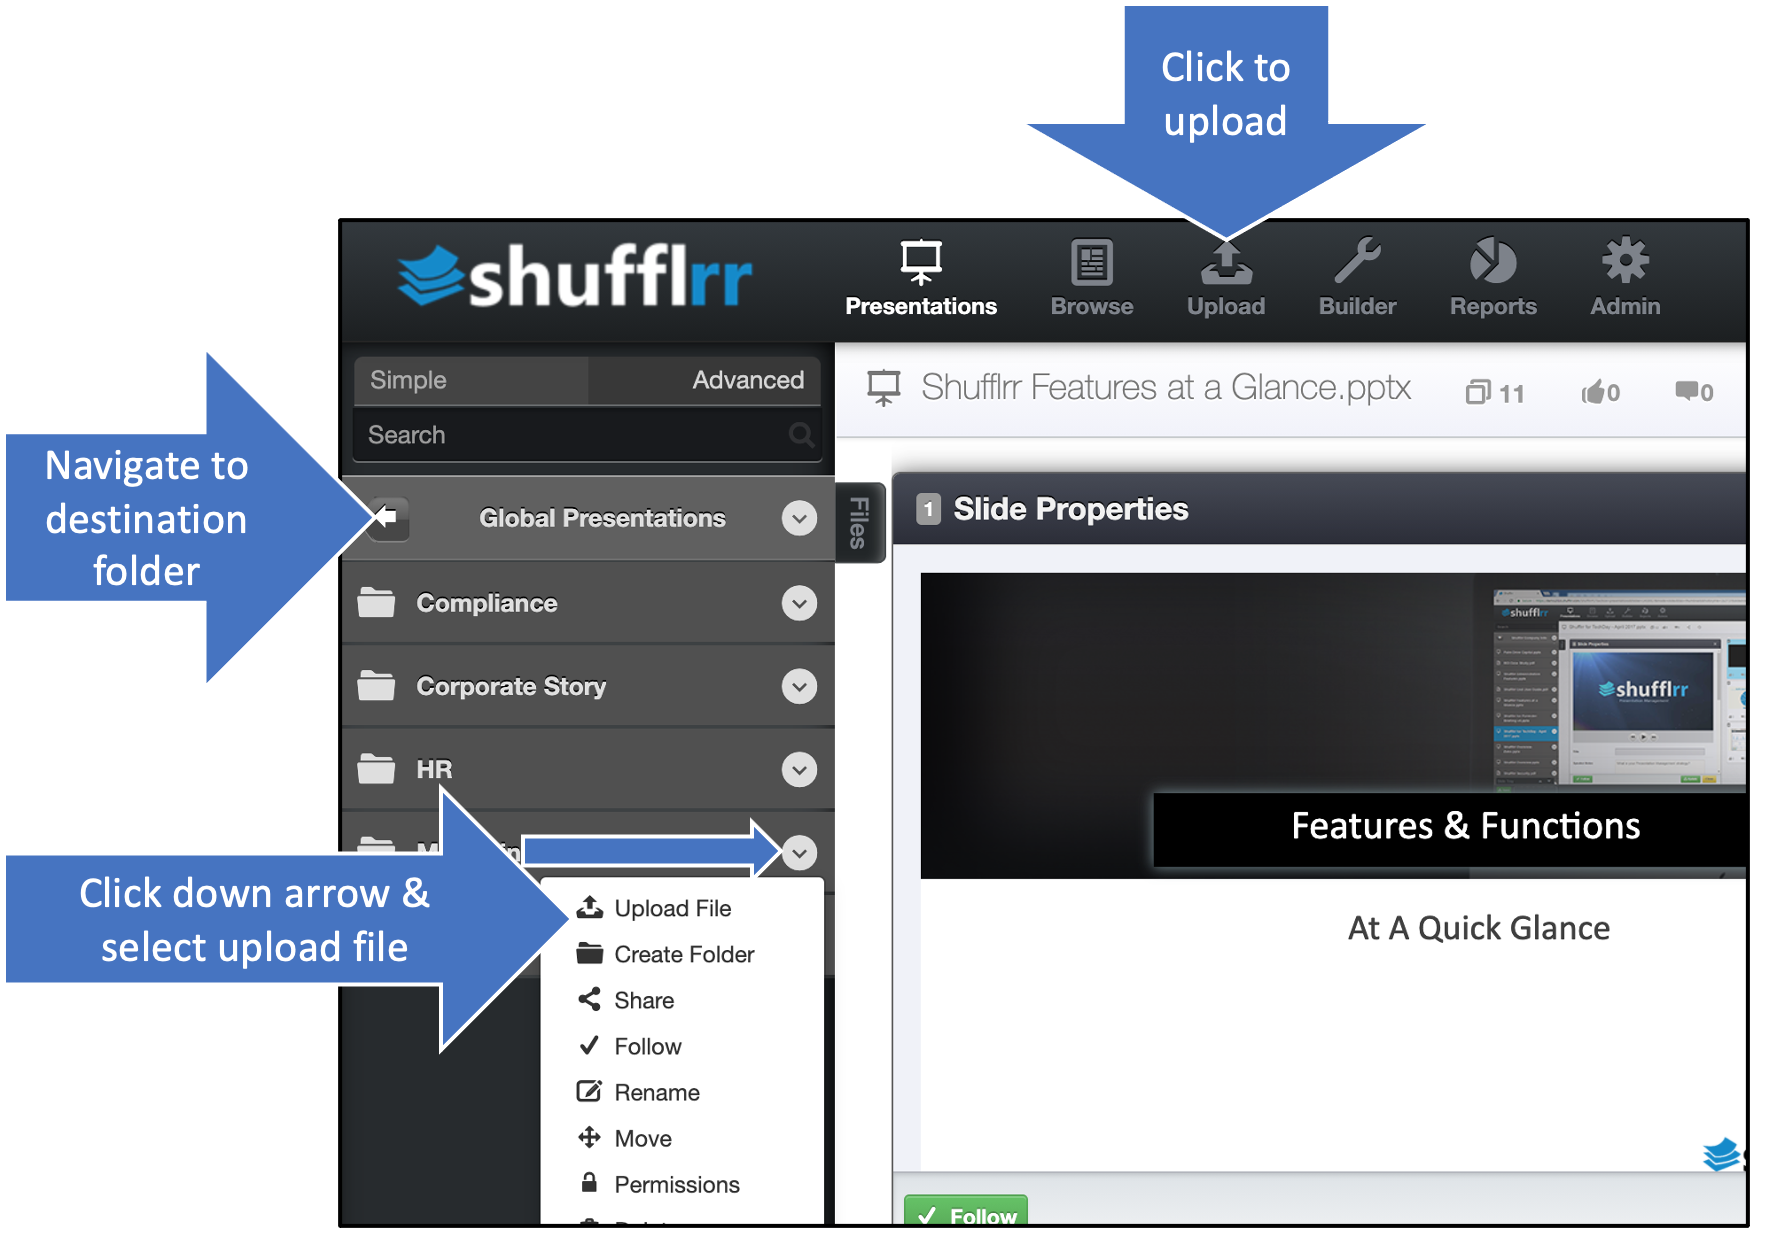 Click to
upload
shufflrr
Presentations
Browse
Upload
Builder
Reports
Admin
Simple
Advanced
Search
Shufflrr Features at a Glance.pptx
11
0
0
Navigate to
destination
folder
Global Presentations
Files
1 Slide Properties
Compliance
Corporate Story
HR
shufflrr
Features & Functions
At A Quick Glance
Click down arrow &
select upload file
Upload File
Create Folder
Share
Follow
Rename
Move
Permissions
Follow